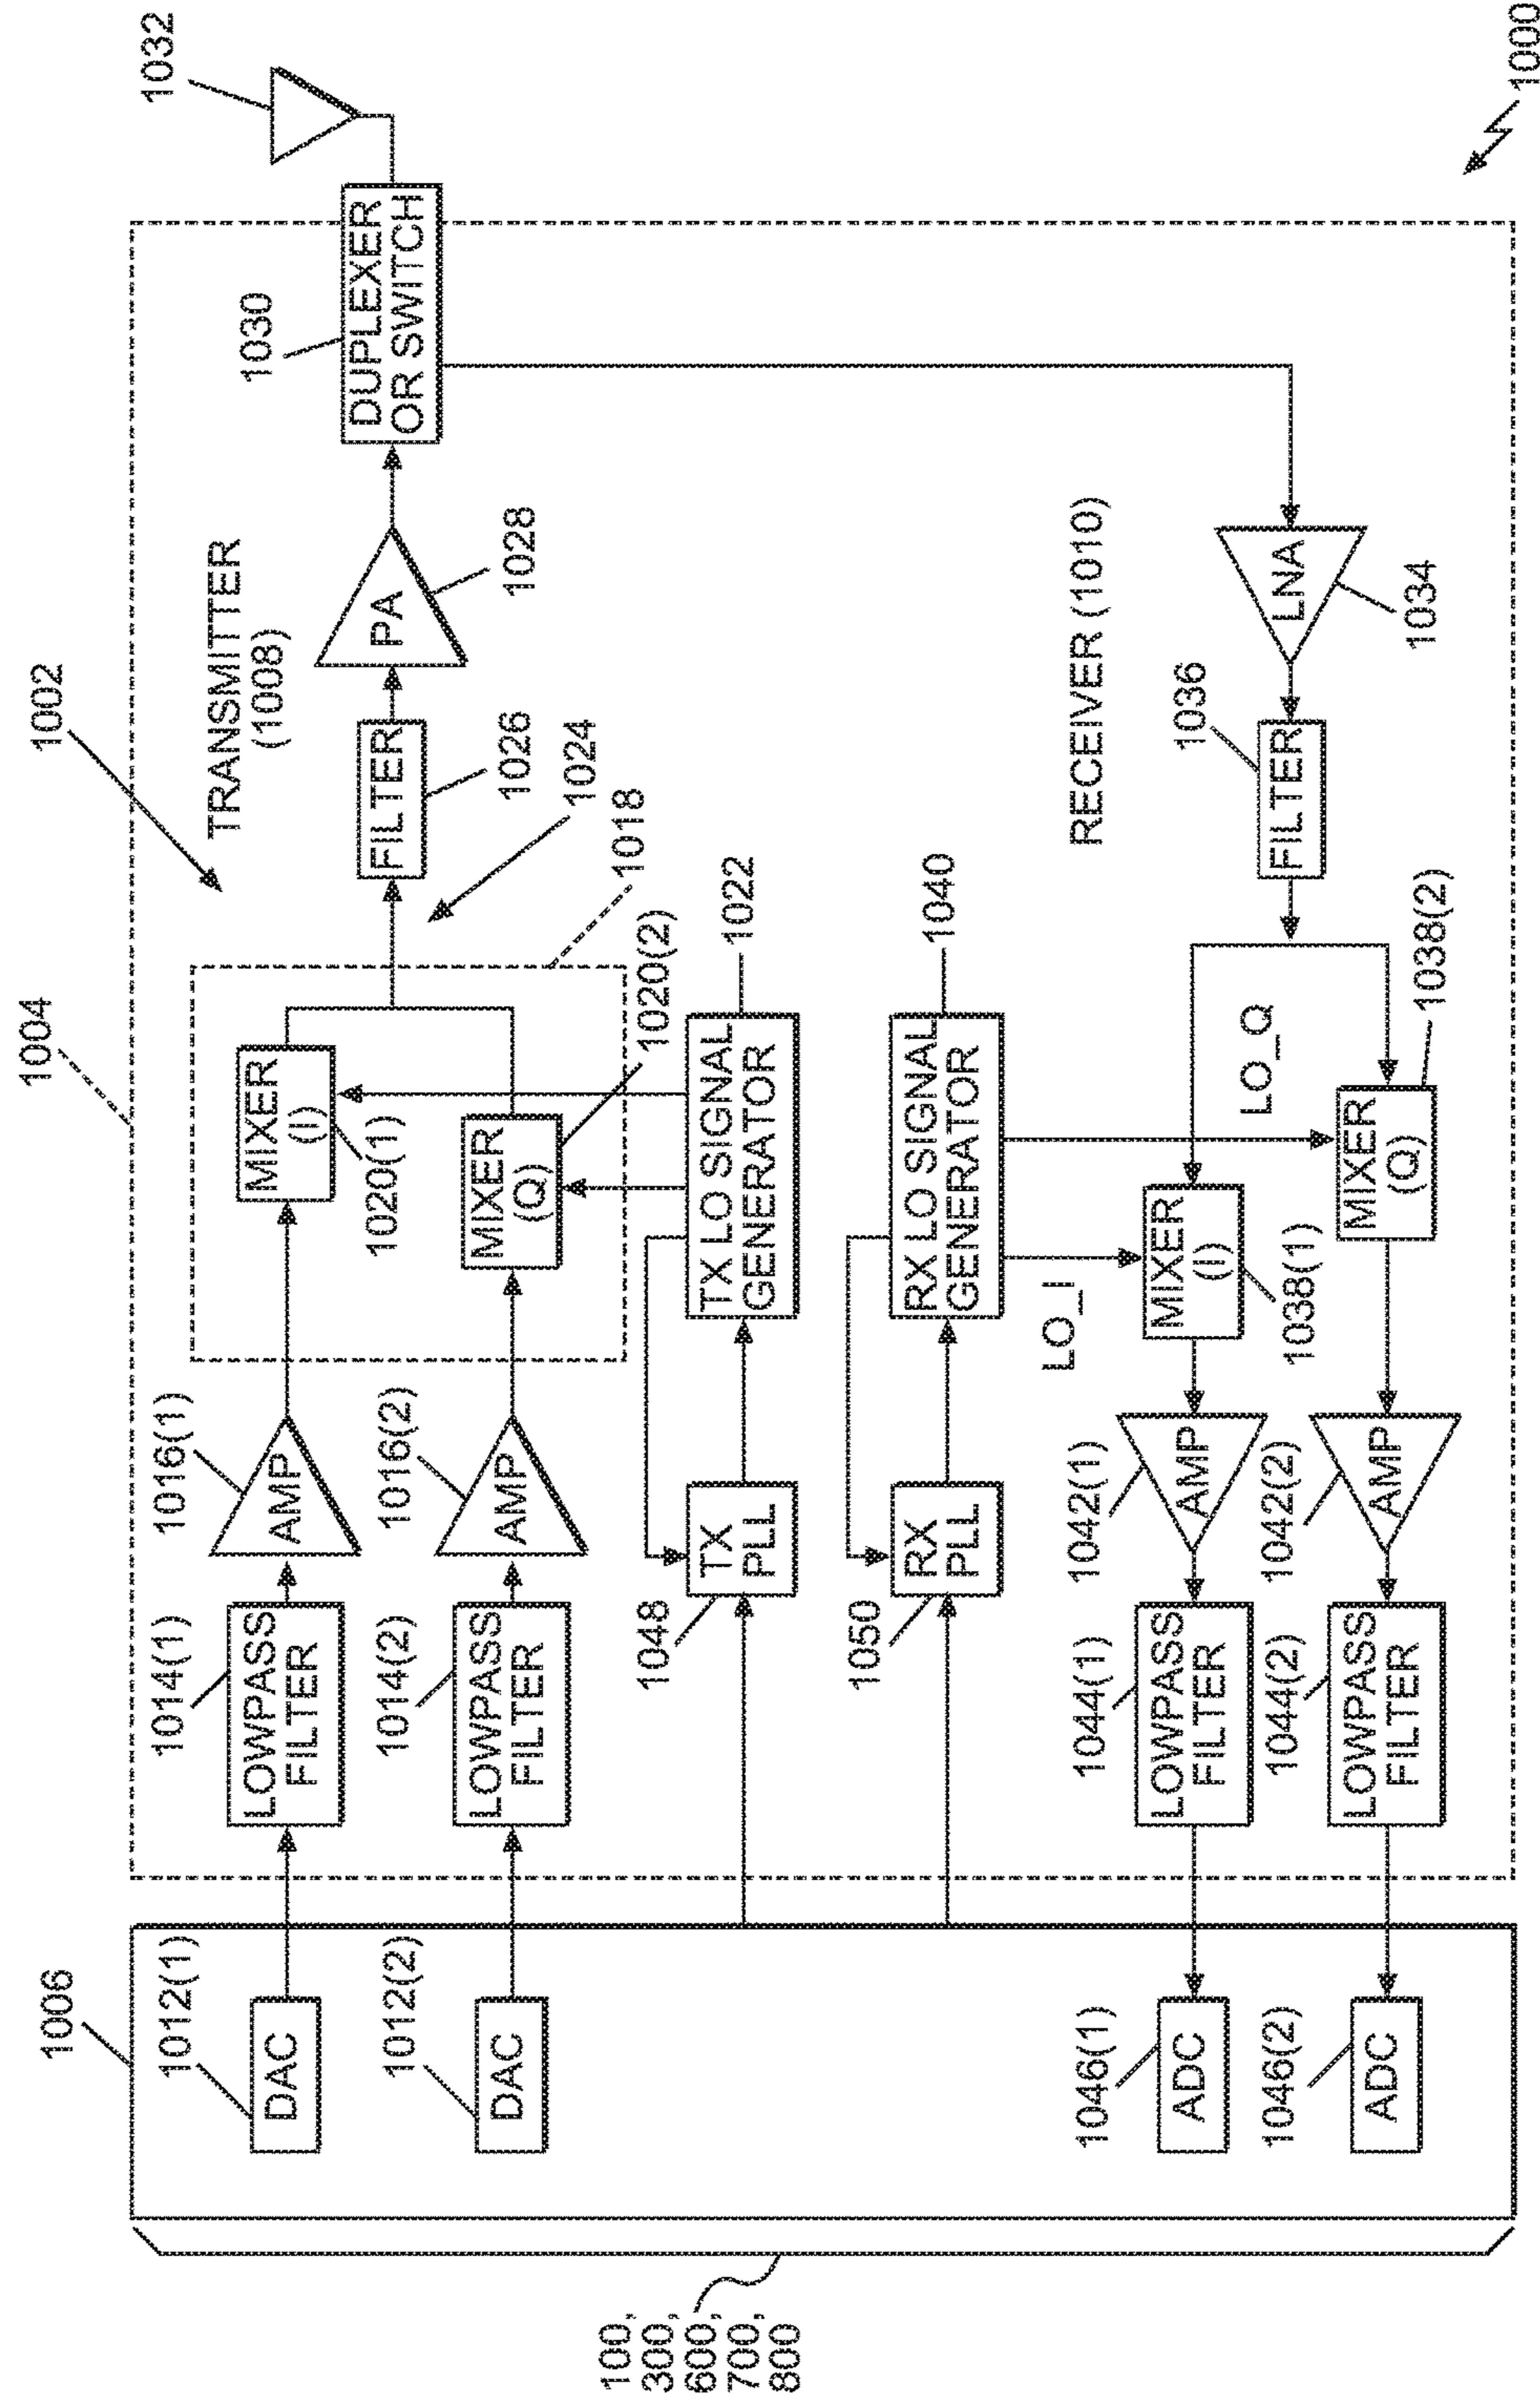 1004
1002
1006
1012(1)
DAC
1014(1)
LOWPASS
FILTER
1016(1)
AMP
MIXER
(I)
1020(1)
TRANSMITTER
(1008)
1030
1032
1012(2)
DAC
1014(2)
LOWPASS
FILTER
1016(2)
AMP
MIXER
(Q)
1020(2)
FILTER
1026
1024
1018
PA
1028
DUPLEXER
OR SWITCH
1048
TX
PLL
TX LO SIGNAL
GENERATOR
1022
1050
RX
PLL
RX LO SIGNAL
GENERATOR
1040
100,
300,
600,
700,
800
LO_I
LO_Q
RECEIVER (1010)
1046(1)
ADC
1044(1)
LOWPASS
FILTER
1042(1)
AMP
MIXER
(I)
1038(1)
1036
FILTER
LNA
1034
1046(2)
ADC
1044(2)
LOWPASS
FILTER
1042(2)
AMP
MIXER
(Q)
1038(2)
1000